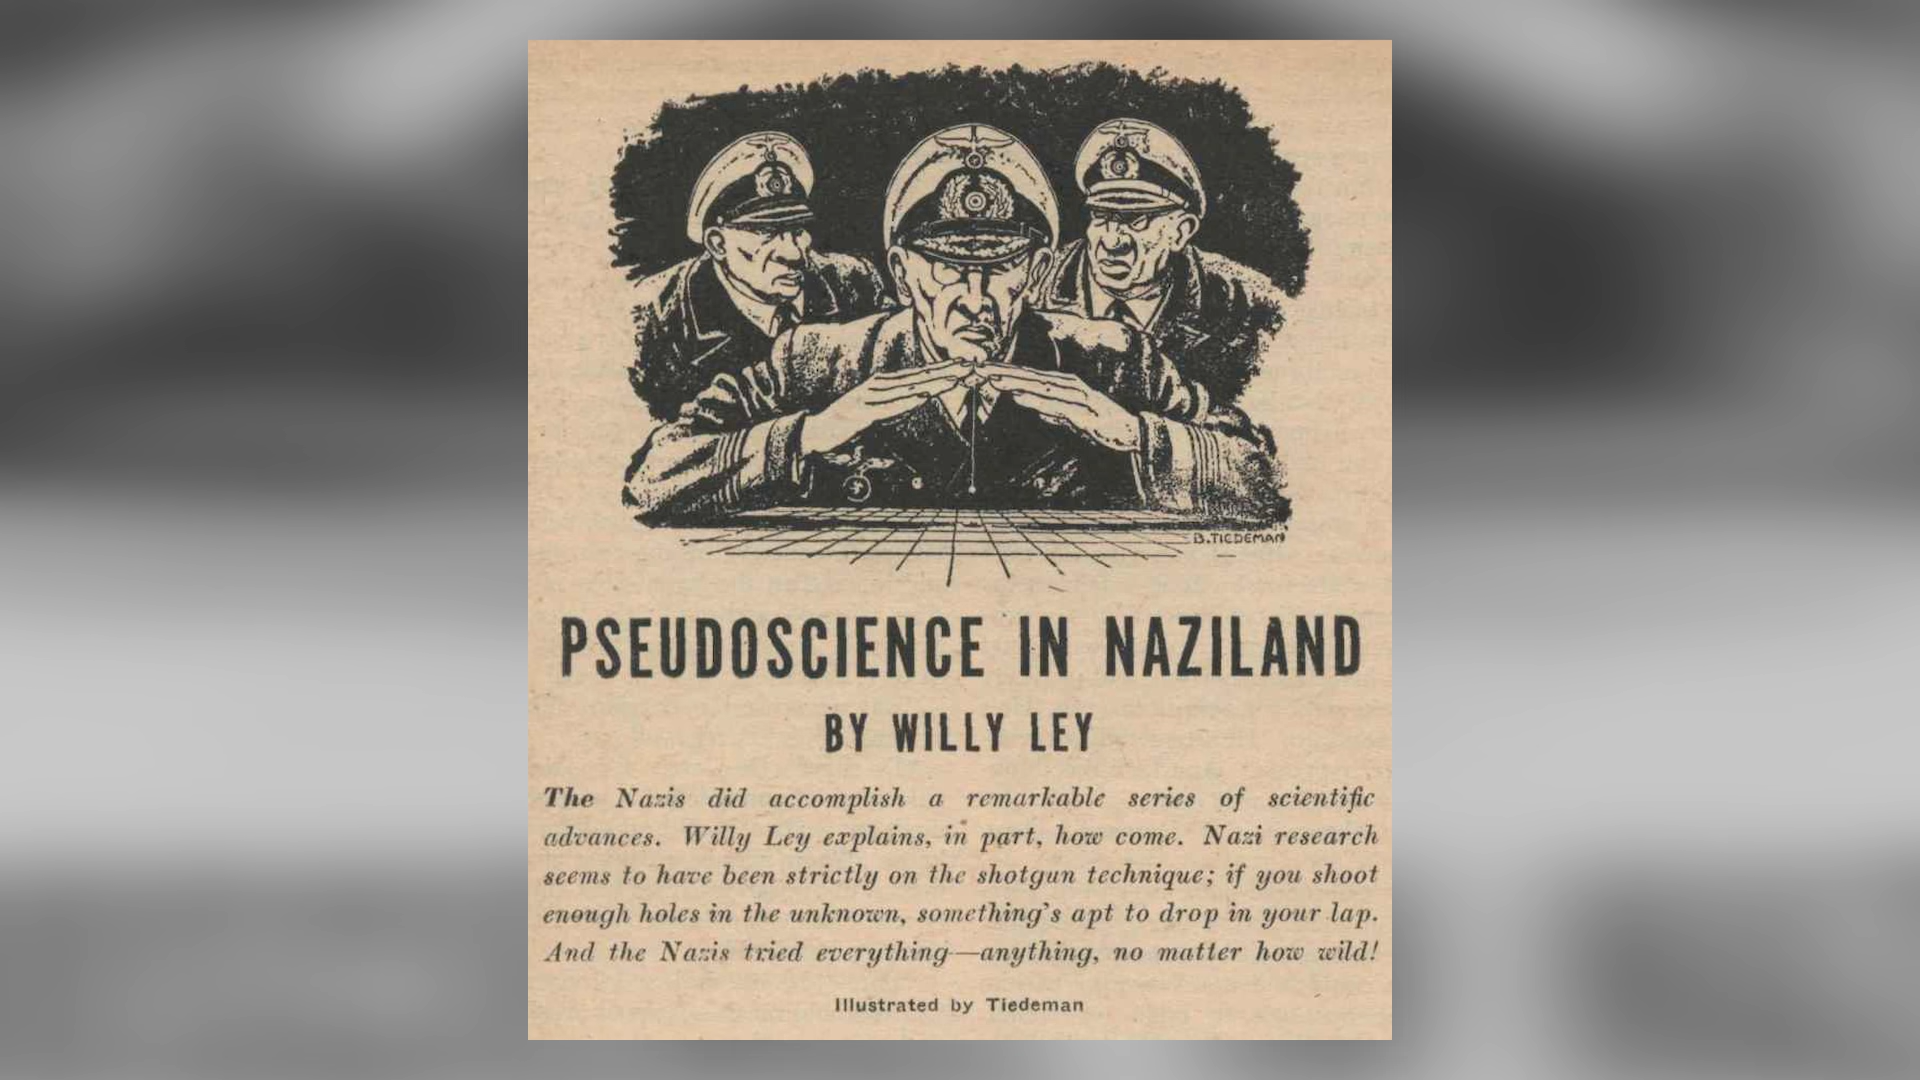 B.TIEDEMAN
PSEUDOSCIENCE IN NAZILAND
BY WILLY LEY
The Nazis did accomplish a remarkable series of scientific
advances. Willy Ley explains, in part, how come. Nazi research
seems to have been strictly on the shotgun technique; if you shoot
enough holes in the unknown, something's apt to drop in your lap.
And the Nazis tried everything—anything, no matter how wild!
Illustrated by Tiedeman